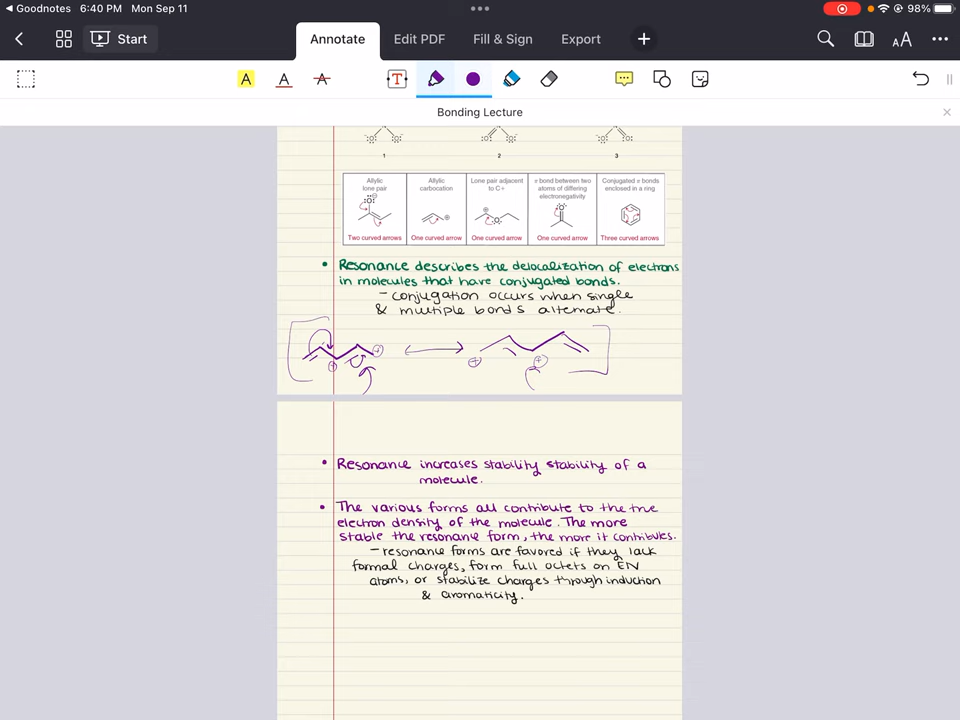 Goodnotes 6:40 PM Mon Sep 11 98%
Start Annotate Edit PDF Fill & Sign Export
A A A T AA
Bonding Lecture
1 2 3
Allylic lone pair
Allylic carbocation
Lone pair adjacent to C+
π bond between two atoms of differing electronegativity
Conjugated π bonds enclosed in a ring
Two curved arrows One curved arrow One curved arrow One curved arrow Three curved arrows
• Resonance describes the delocalization of electrons
in molecules that have conjugated bonds.
- conjugation occurs when single
& multiple bonds alternate.
• Resonance increases stability stability of a
molecule.
• The various forms all contribute to the true
electron density of the molecule. The more
stable the resonance form, the more it contributes.
- resonance forms are favored if they lack
formal charges, form full octets on EN
atoms, or stabilize charges through induction
& aromaticity.